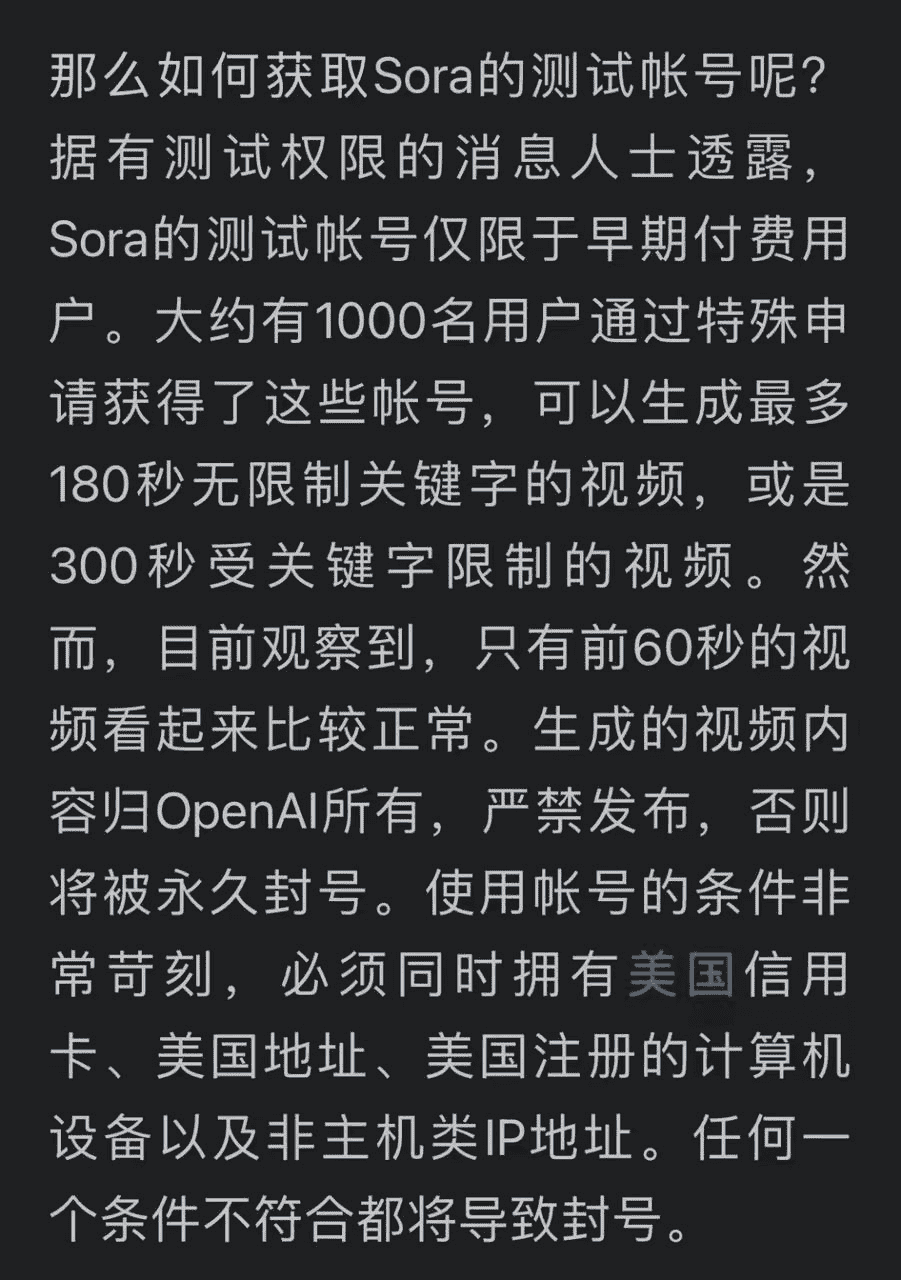 那么如何获取Sora的测试帐号呢?
据有测试权限的消息人士透露，
Sora的测试帐号仅限于早期付费用
户。大约有1000名用户通过特殊申
请获得了这些帐号，可以生成最多
180秒无限制关键字的视频，或是
300秒受关键字限制的视频。然
而，目前观察到，只有前60秒的视
频看起来比较正常。生成的视频内
容归OpenAI所有，严禁发布，否则
将被永久封号。使用帐号的条件非
常苛刻，必须同时拥有美国信用
卡、美国地址、美国注册的计算机
设备以及非主机类IP地址。任何一
个条件不符合都将导致封号。